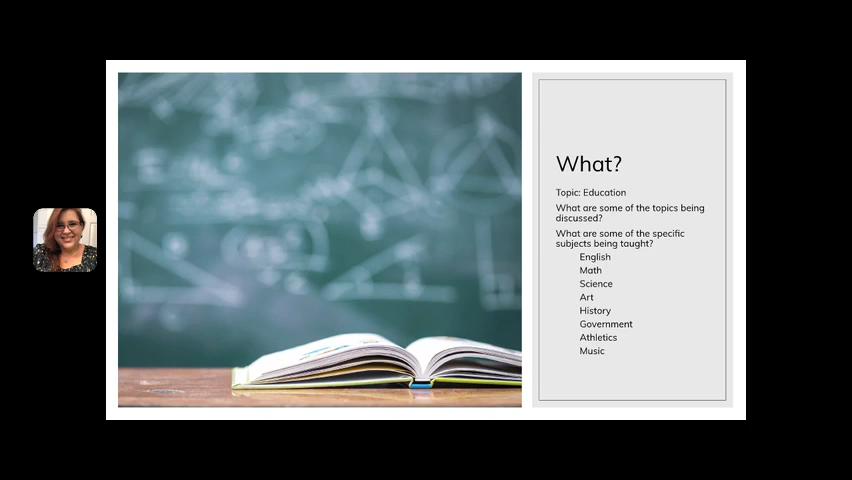 What?
Topic: Education
What are some of the topics being
discussed?
What are some of the specific
subjects being taught?
English
Math
Science
Art
History
Government
Athletics
Music